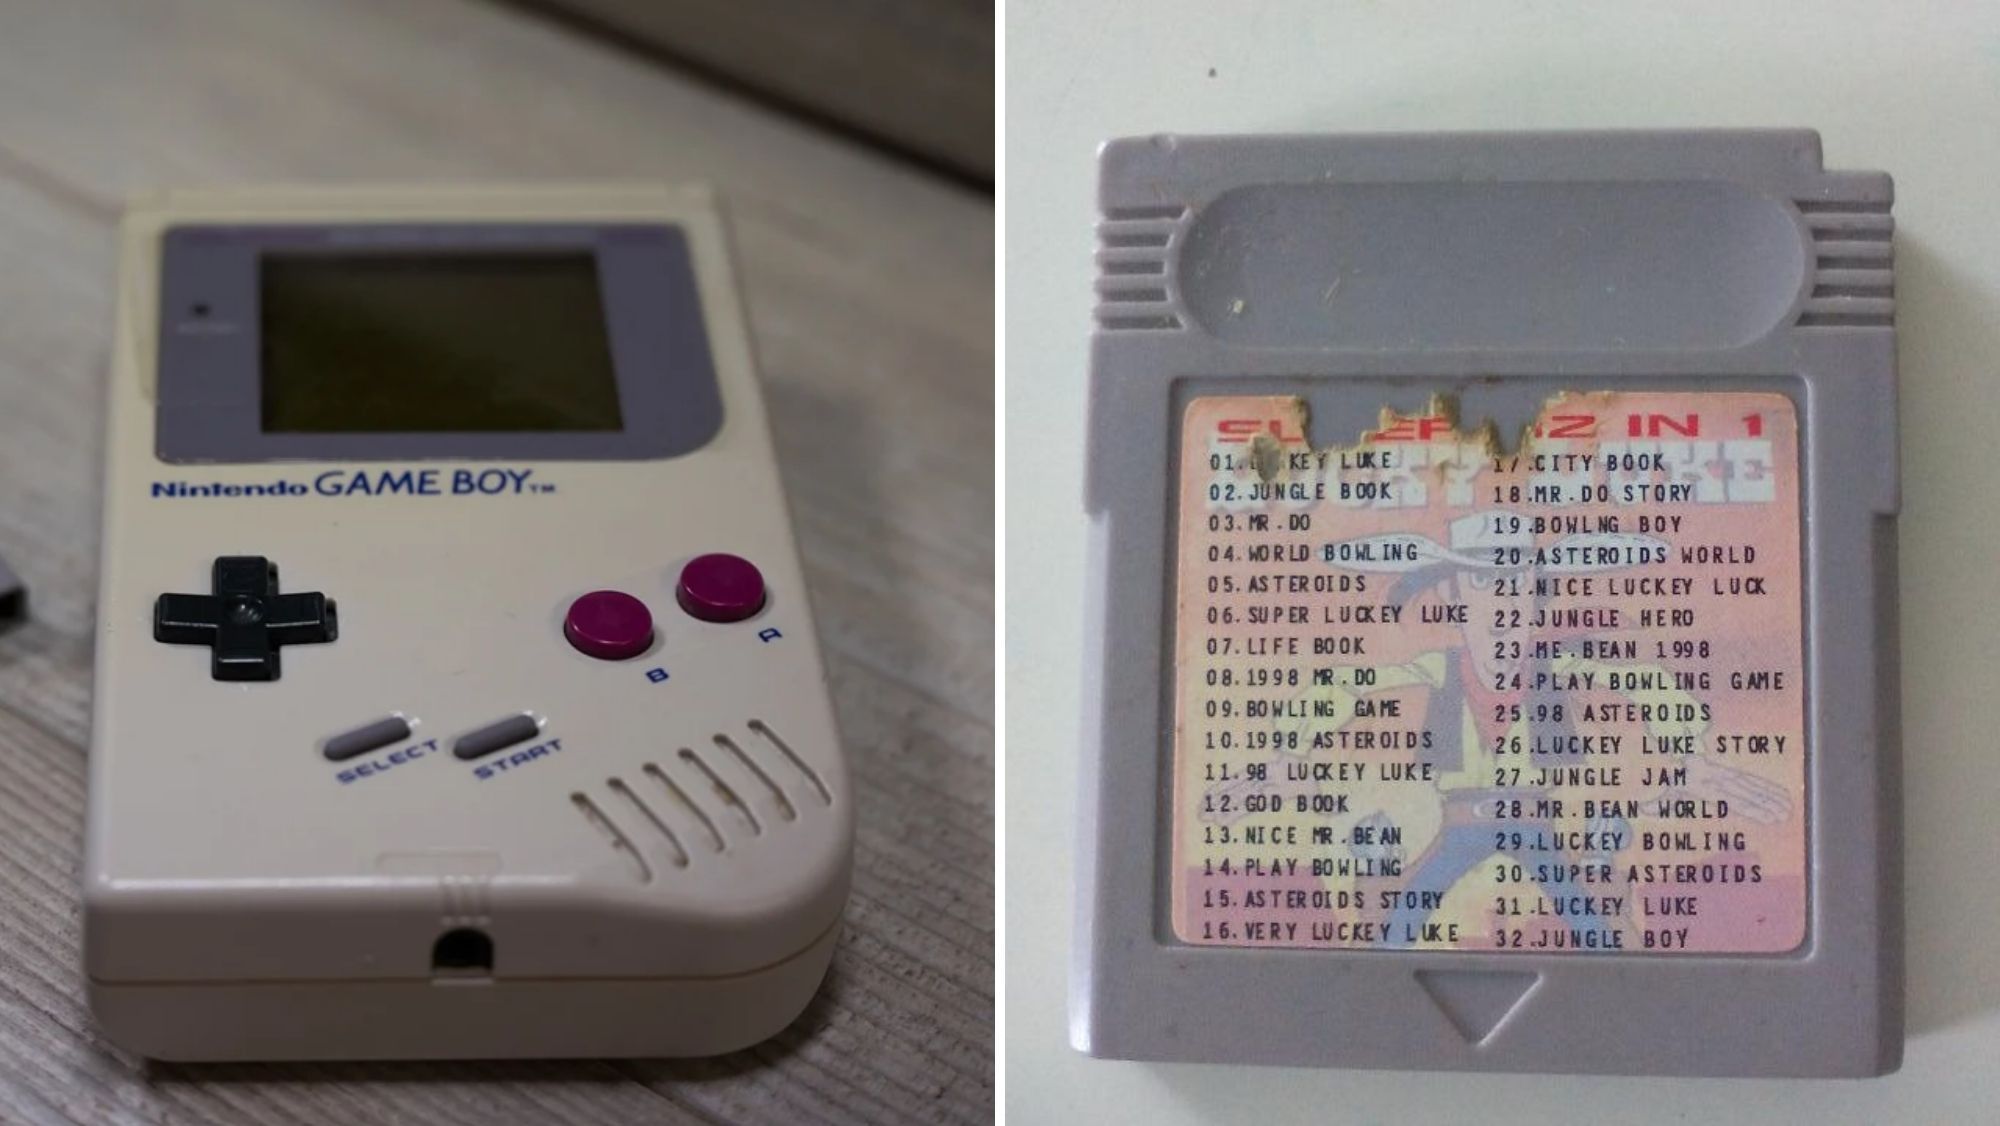 Nintendo GAME BOY™
A
B
SELECT
START
IN 1
KEY LUKE
02.JUNGLE BOOK
03.MR.DO
04.WORLD BOWLING
05.ASTEROIDS
06.SUPER LUCKEY LUKE
07.LIFE BOOK
08.1998 MR.DO
09.BOWLING GAME
10.1998 ASTEROIDS
11.98 LUCKEY LUKE
12.GOD BOOK
13.NICE MR.BEAN
14.PLAY BOWLING
15.ASTEROIDS STORY
16.VERY LUCKEY LUKE
17.CITY BOOK
18.MR.DO STORY
19.BOWLNG BOY
20.ASTEROIDS WORLD
21.NICE LUCKEY LUCK
22.JUNGLE HERO
23.ME.BEAN 1998
24.PLAY BOWLING GAME
25.98 ASTEROIDS
26.LUCKEY LUKE STORY
27.JUNGLE JAM
28.MR.BEAN WORLD
29.LUCKEY BOWLING
30.SUPER ASTEROIDS
31.LUCKEY LUKE
32.JUNGLE BOY